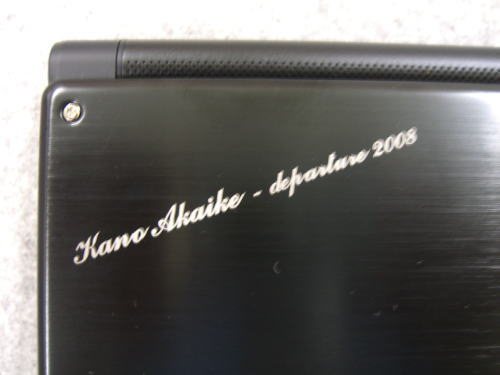 Kano Akaike - departure 2008